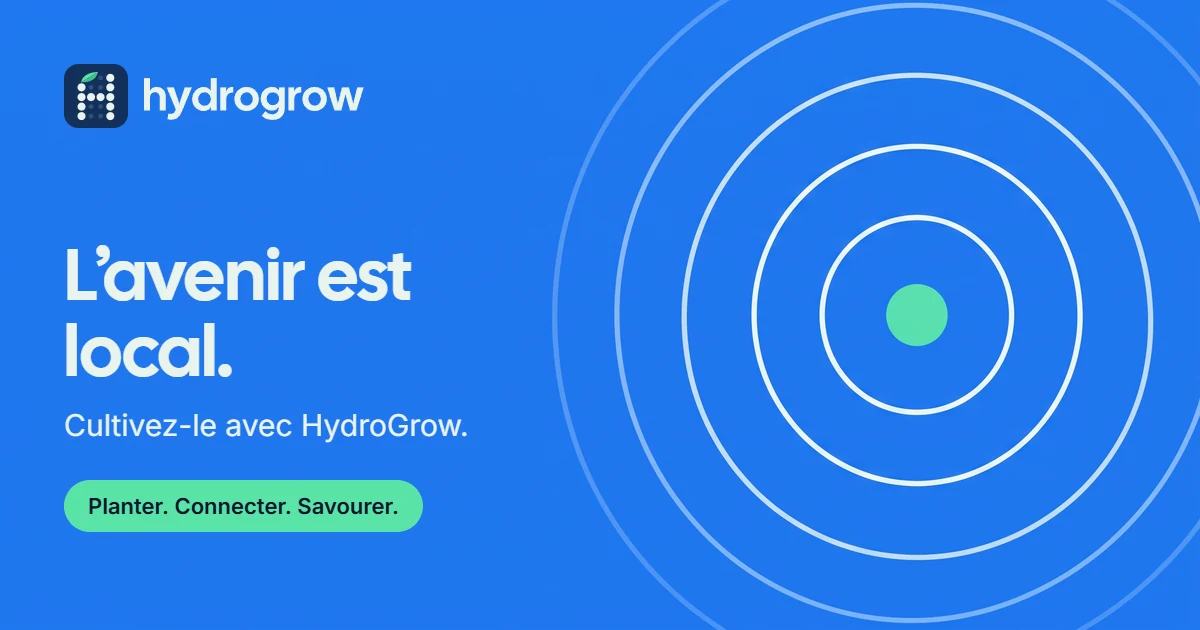 hydrogrow
L’avenir est
local.
Cultivez-le avec HydroGrow.
Planter. Connecter. Savourer.